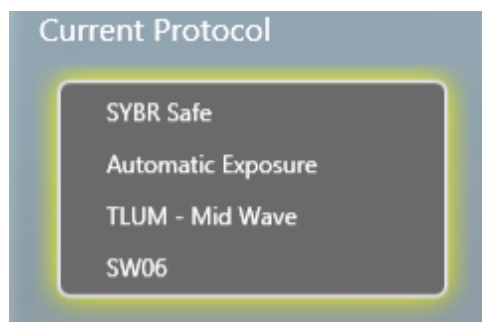 Current Protocol
SYBR Safe
Automatic Exposure
TLUM - Mid Wave
SW06